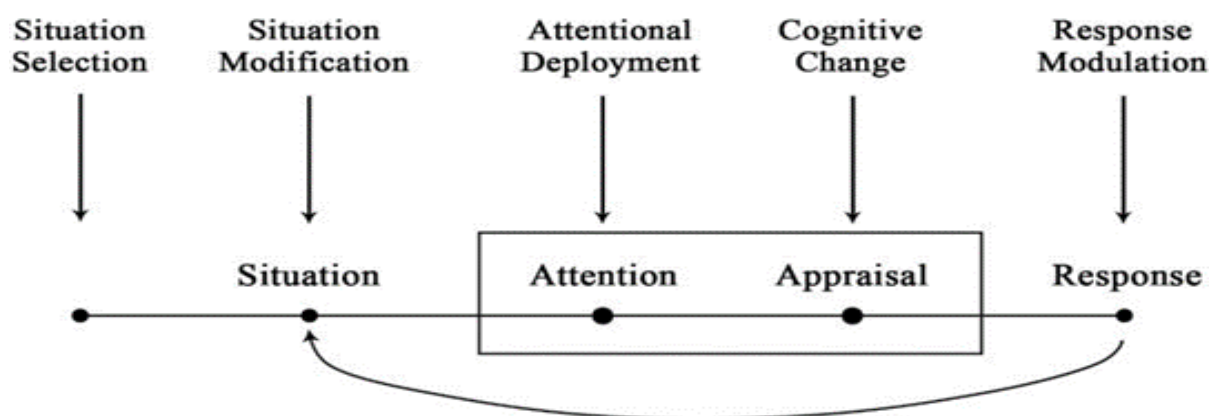 Situation
Selection
Situation
Modification
Attentional
Deployment
Cognitive
Change
Response
Modulation
Situation
Attention
Appraisal
Response